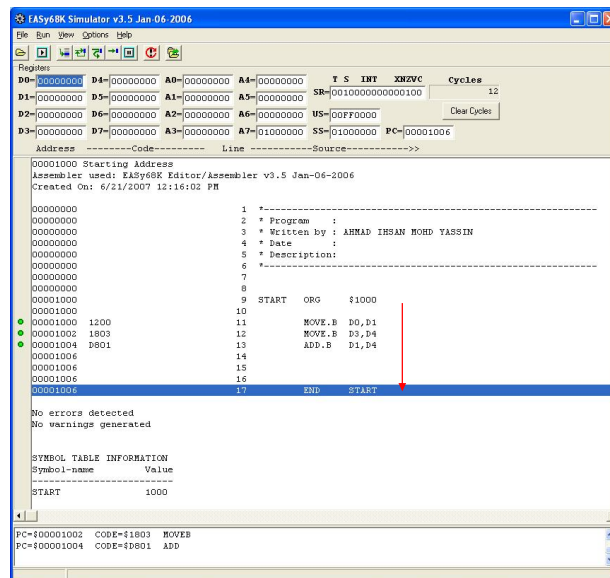 EASy68K Simulator v3.5 Jan-06-2006
File Run View Options Help
Registers
D0=00000000 D4=00000000 A0=00000000 A4=00000000 T S INT XNZVC Cycles
D1=00000000 D5=00000000 A1=00000000 A5=00000000 SR=0010000000000100 12
D2=00000000 D6=00000000 A2=00000000 A6=00000000 US=00FF0000 Clear Cycles
D3=00000000 D7=00000000 A3=00000000 A7=01000000 SS=01000000 PC=00001006
Address --------Code--------- Line -----------Source------------->>
00001000 Starting Address
Assembler used: EASy68K Editor/Assembler v3.5 Jan-06-2006
Created On: 6/21/2007 12:16:02 PM
00000000 1 *-----------------------------------------------------------
00000000 2 * Program :
00000000 3 * Written by : AHMAD IHSAN MOHD YASSIN
00000000 4 * Date :
00000000 5 * Description:
00000000 6 *-----------------------------------------------------------
00000000 7
00000000 8
00001000 9 START ORG $1000
00001000 10
00001000 1200 11 MOVE.B D0,D1
00001002 1803 12 MOVE.B D3,D4
00001004 D801 13 ADD.B D1,D4
00001006 14
00001006 15
00001006 16
00001006 17 END START
No errors detected
No warnings generated
SYMBOL TABLE INFORMATION
Symbol-name Value
-------------------------
START 1000
PC=$00001002 CODE=$1803 MOVEB
PC=$00001004 CODE=$D801 ADD